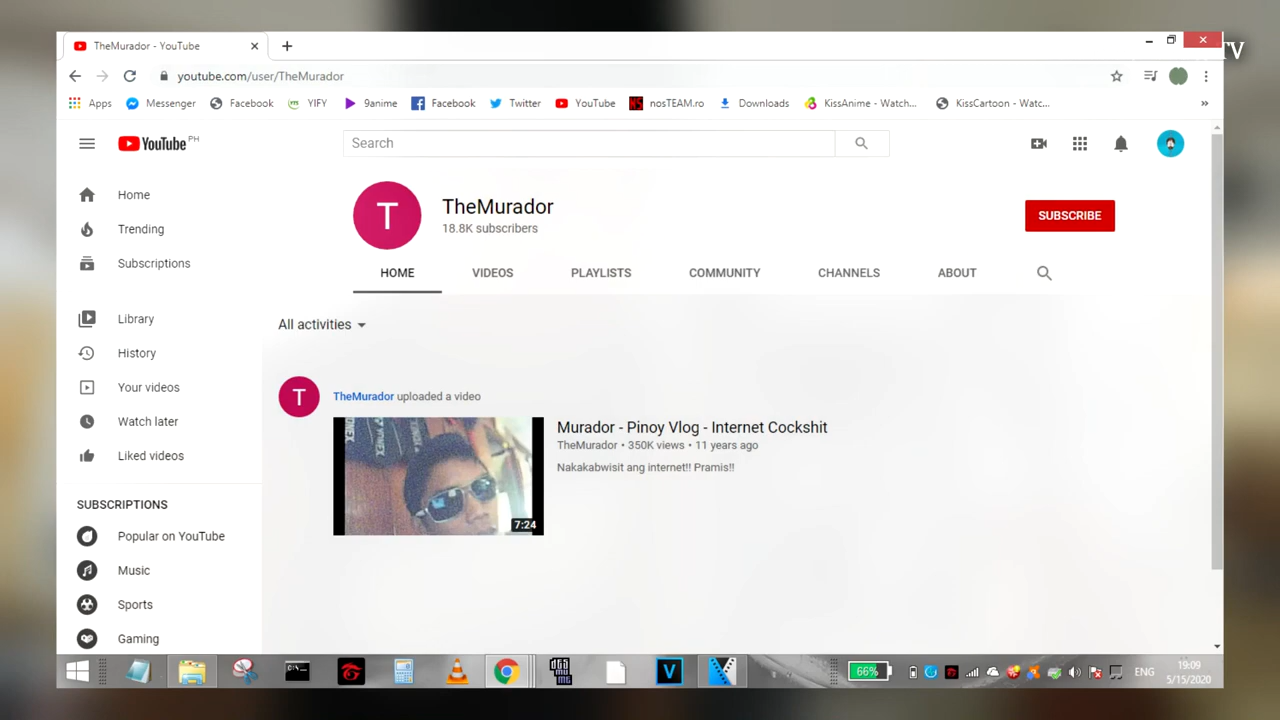 TheMurador - YouTube
TV
youtube.com/user/TheMurador
Apps Messenger Facebook YIFY 9anime Facebook Twitter YouTube nosTEAM.ro Downloads KissAnime - Watch... KissCartoon - Watc... »
YouTube PH
Search
Home
Trending
Subscriptions
Library
History
Your videos
Watch later
Liked videos
SUBSCRIPTIONS
Popular on YouTube
Music
Sports
Gaming
T
TheMurador
18.8K subscribers
SUBSCRIBE
HOME VIDEOS PLAYLISTS COMMUNITY CHANNELS ABOUT
All activities
T
TheMurador uploaded a video
7:24
Murador - Pinoy Vlog - Internet Cockshit
TheMurador • 350K views • 11 years ago
Nakakabwisit ang internet!! Pramis!!
66%
ENG
19:09
5/15/2020